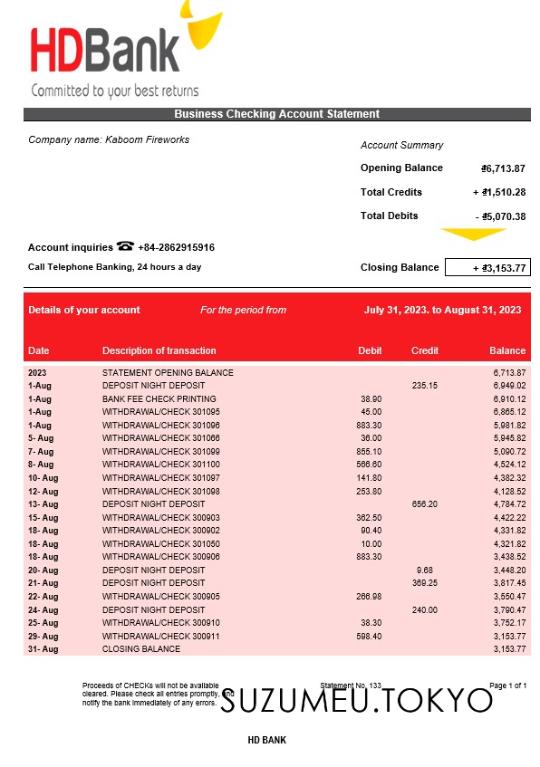 HDBank
Committed to your best returns
Business Checking Account Statement
Company name: Kaboom Fireworks
Account Summary
Opening Balance ₫6,713.87
Total Credits + ₫1,510.28
Total Debits - ₫5,070.38
Account inquiries ☎ +84-2862915916
Call Telephone Banking, 24 hours a day
Closing Balance + ₫3,153.77
Details of your account For the period from July 31, 2023. to August 31, 2023
Date Description of transaction Debit Credit Balance
2023 STATEMENT OPENING BALANCE 6,713.87
1-Aug DEPOSIT NIGHT DEPOSIT 235.15 6,949.02
1-Aug BANK FEE CHECK PRINTING 38.90 6,910.12
1-Aug WITHDRAWAL/CHECK 301095 45.00 6,865.12
1-Aug WITHDRAWAL/CHECK 301096 883.30 5,981.82
5- Aug WITHDRAWAL/CHECK 301066 36.00 5,945.82
7- Aug WITHDRAWAL/CHECK 301099 855.10 5,090.72
8- Aug WITHDRAWAL/CHECK 301100 566.60 4,524.12
10- Aug WITHDRAWAL/CHECK 301097 141.80 4,382.32
12- Aug WITHDRAWAL/CHECK 301098 253.80 4,128.52
13- Aug DEPOSIT NIGHT DEPOSIT 656.20 4,784.72
15- Aug WITHDRAWAL/CHECK 300903 362.50 4,422.22
18- Aug WITHDRAWAL/CHECK 300902 90.40 4,331.82
18- Aug WITHDRAWAL/CHECK 301050 10.00 4,321.82
18- Aug WITHDRAWAL/CHECK 300906 883.30 3,438.52
20- Aug DEPOSIT NIGHT DEPOSIT 9.68 3,448.20
21- Aug DEPOSIT NIGHT DEPOSIT 369.25 3,817.45
22- Aug WITHDRAWAL/CHECK 300905 266.98 3,550.47
24- Aug DEPOSIT NIGHT DEPOSIT 240.00 3,790.47
25- Aug WITHDRAWAL/CHECK 300910 38.30 3,752.17
29- Aug WITHDRAWAL/CHECK 300911 598.40 3,153.77
31- Aug CLOSING BALANCE 3,153.77
Proceeds of CHECKs will not be available Statement No. 133 Page 1 of 1
cleared. Please check all entries promptly, and
notify the bank immediately of any errors.
SUZUMEU.TOKYO
HD BANK